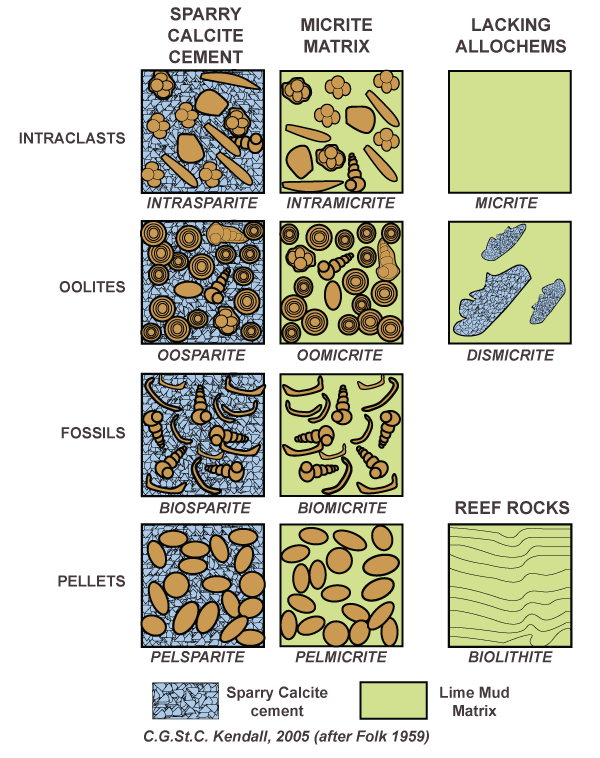 SPARRY
CALCITE
CEMENT
MICRITE
MATRIX
LACKING
ALLOCHEMS
INTRACLASTS
INTRASPARITE
INTRAMICRITE
MICRITE
OOLITES
OOSPARITE
OOMICRITE
DISMICRITE
FOSSILS
BIOSPARITE
BIOMICRITE
REEF ROCKS
PELLETS
PELSPARITE
PELMICRITE
BIOLITHITE
Sparry Calcite
cement
Lime Mud
Matrix
C.G.St.C. Kendall, 2005 (after Folk 1959)